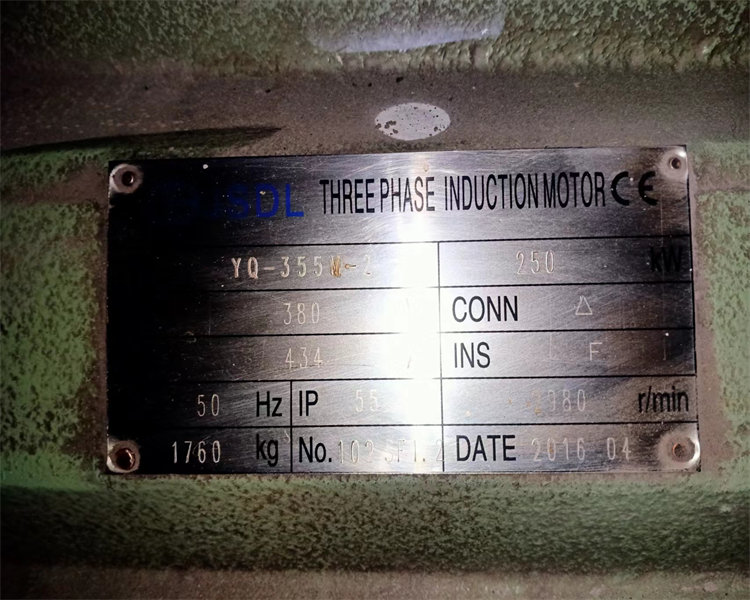 SDL THREE PHASE INDUCTION MOTOR CE
250 kW
380 CONN △
434 INS F
50 Hz IP 55 r/min
1760 kg No. DATE 2016 04